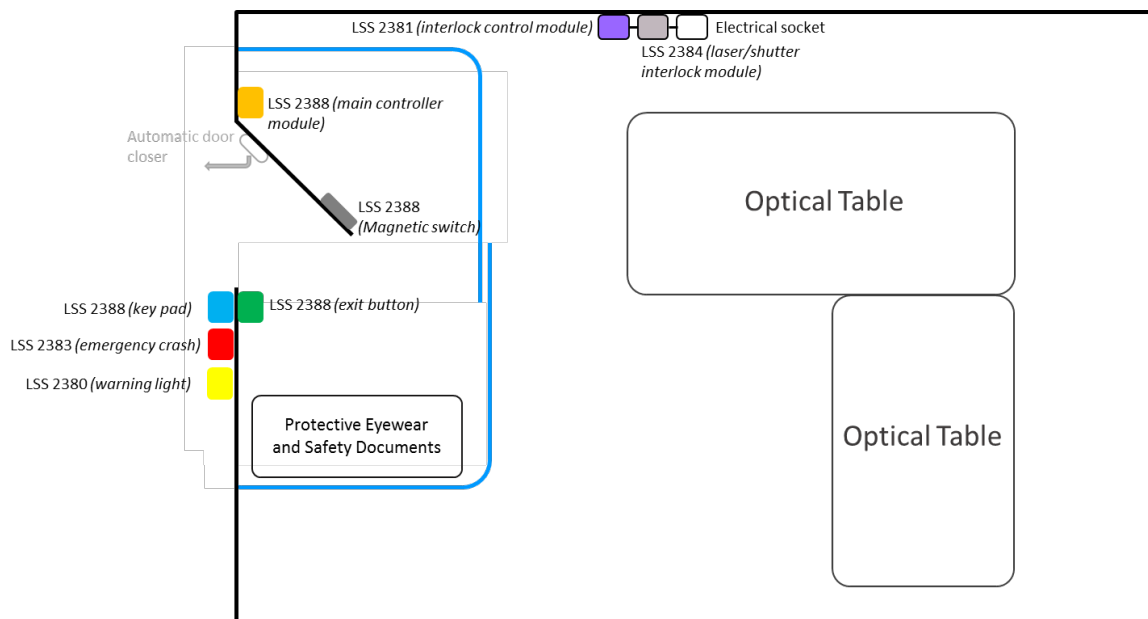 LSS 2381 (interlock control module)
Electrical socket
LSS 2384 (laser/shutter
interlock module)
LSS 2388 (main controller
module)
Automatic door
closer
LSS 2388
(Magnetic switch)
Optical Table
LSS 2388 (key pad)
LSS 2388 (exit button)
LSS 2383 (emergency crash)
LSS 2380 (warning light)
Protective Eyewear
and Safety Documents
Optical Table